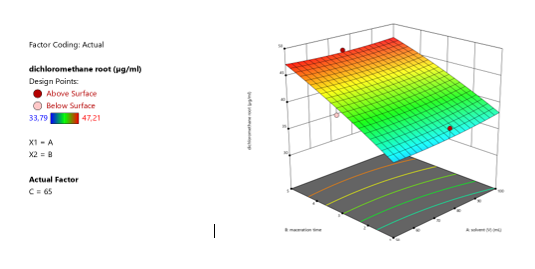 Factor Coding: Actual
dichloromethane root (µg/ml)
Design Points:
Above Surface
Below Surface
33,79 47,21
X1 = A
X2 = B
Actual Factor
C = 65
dichloromethane root (µg/ml)
B: maceration time
A: solvent (V) (mL)